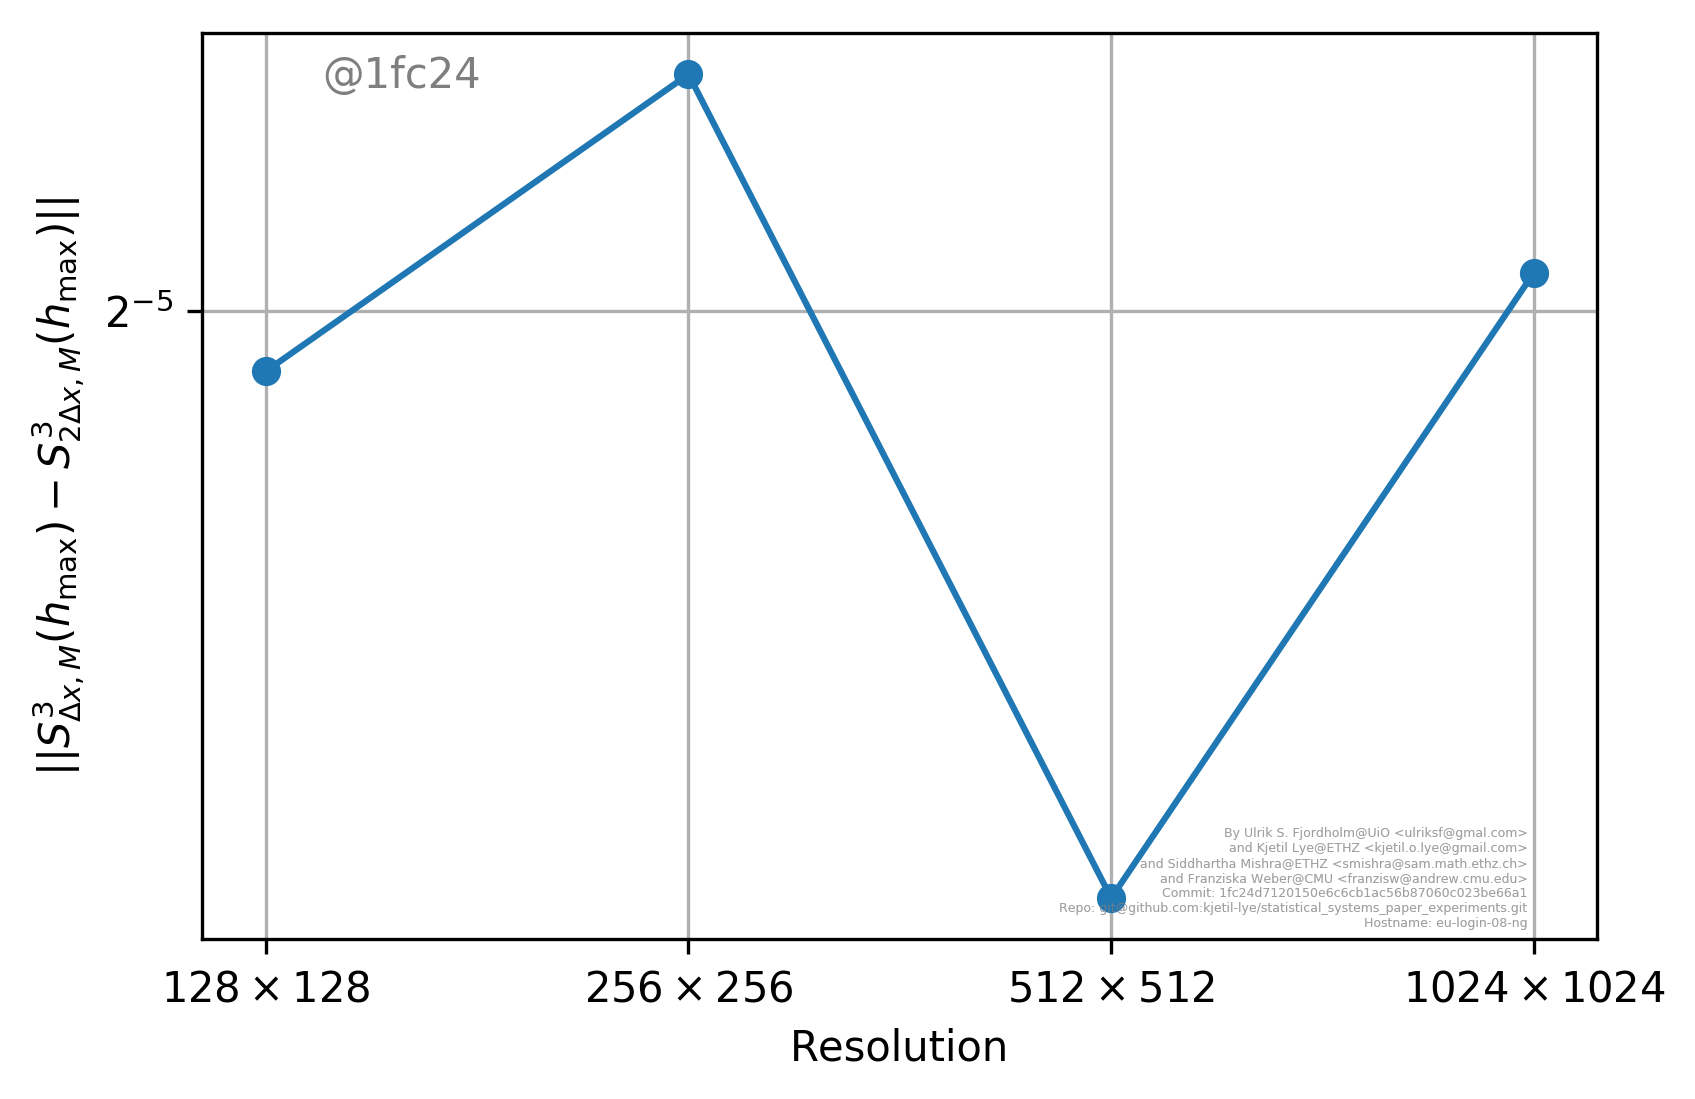 @1fc24
2⁻⁵
||S³_{Δx,M}(h_max) − S³_{2Δx,M}(h_max)||
By Ulrik S. Fjordholm@UiO <ulriksf@gmal.com>
and Kjetil Lye@ETHZ <kjetil.o.lye@gmail.com>
and Siddhartha Mishra@ETHZ <smishra@sam.math.ethz.ch>
and Franziska Weber@CMU <franzisw@andrew.cmu.edu>
Commit: 1fc24d7120150e6c6cb1ac56b87060c023be66a1
Repo: git@github.com:kjetil-lye/statistical_systems_paper_experiments.git
Hostname: eu-login-08-ng
128 × 128 256 × 256 512 × 512 1024 × 1024
Resolution